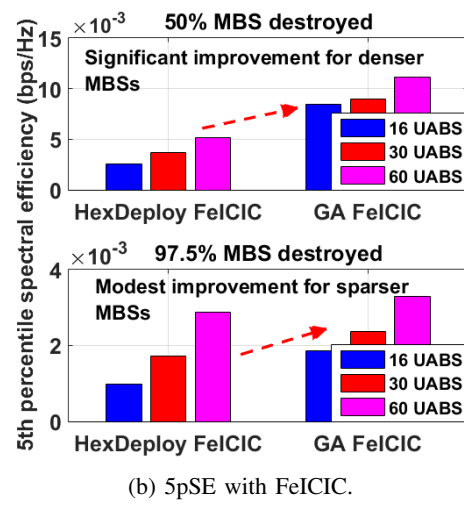 5th percentile spectral efficiency (bps/Hz)
×10⁻³
50% MBS destroyed
15
10
5
0
Significant improvement for denser
MBSs
16 UABS
30 UABS
60 UABS
HexDeploy FeICIC
GA FeICIC
×10⁻³
97.5% MBS destroyed
4
2
0
Modest improvement for sparser
MBSs
16 UABS
30 UABS
60 UABS
HexDeploy FeICIC
GA FeICIC
(b) 5pSE with FeICIC.